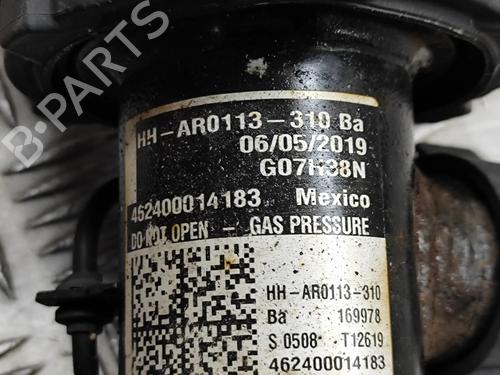 HH-AR0113-310 Ba
06/05/2019
G07H38N
462400014183 Mexico
DO NOT OPEN - GAS PRESSURE
HH-AR0113-310
Ba 169978
S 0508 T12619
462400014183